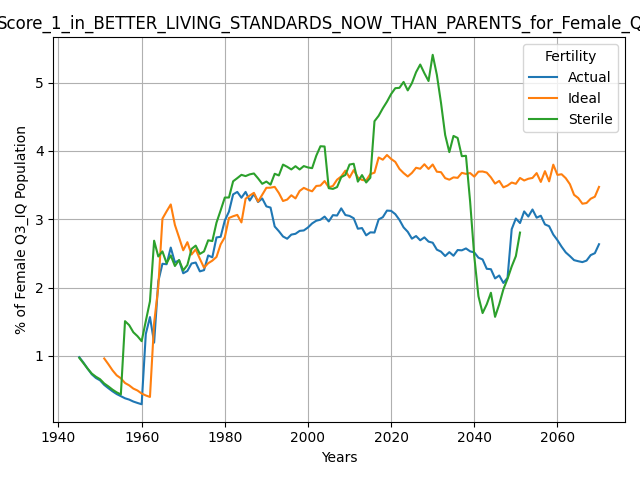 Score_1_in_BETTER_LIVING_STANDARDS_NOW_THAN_PARENTS_for_Female_Q
Fertility
Actual
Ideal
Sterile
% of Female Q3_IQ Population
5
4
3
2
1
1940 1960 1980 2000 2020 2040 2060
Years